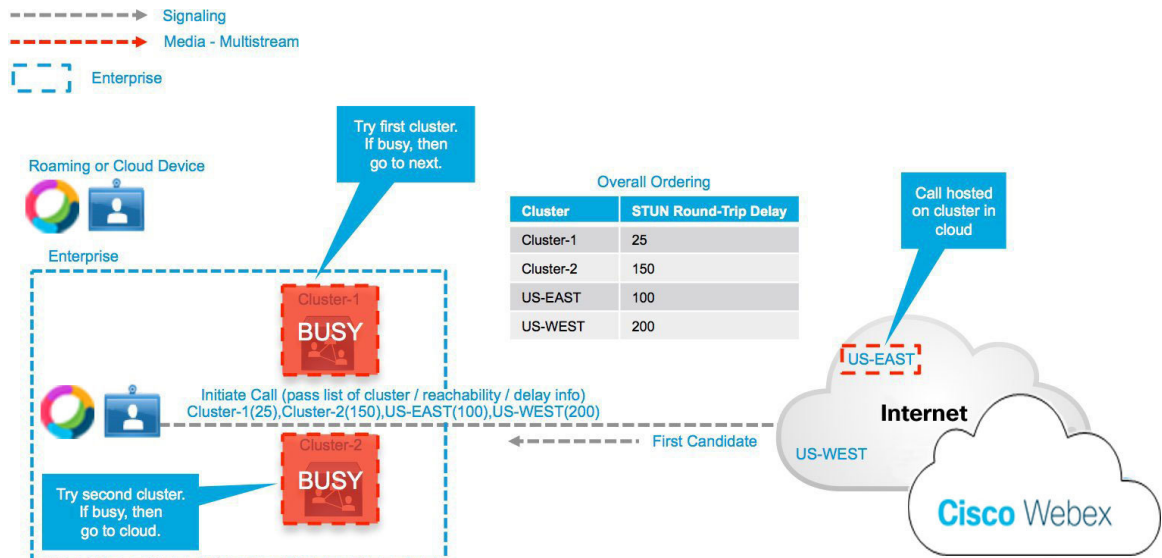 Signaling
Media - Multistream
Enterprise
Try first cluster.
If busy, then
go to next.
Roaming or Cloud Device
Overall Ordering
Cluster STUN Round-Trip Delay
Cluster-1 25
Cluster-2 150
US-EAST 100
US-WEST 200
Call hosted
on cluster in
cloud
Enterprise
Cluster-1
BUSY
US-EAST
Initiate Call (pass list of cluster / reachability / delay info)
Cluster-1(25),Cluster-2(150),US-EAST(100),US-WEST(200)
Internet
First Candidate
Cluster-2
BUSY
US-WEST
Try second cluster.
If busy, then
go to cloud.
Cisco Webex